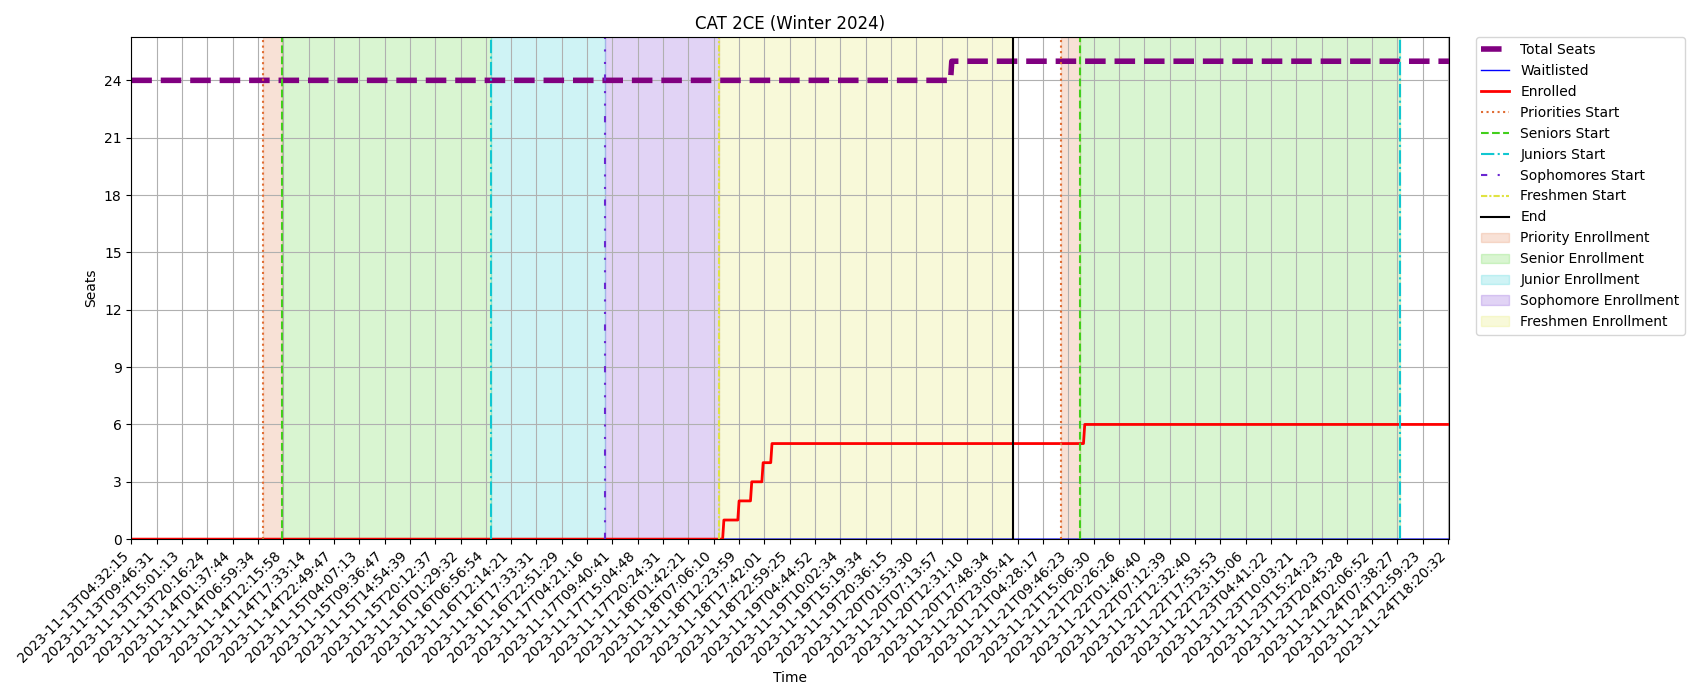 CAT 2CE (Winter 2024)
Seats
24
21
18
15
12
9
6
3
0
2023-11-13T04:32:15
2023-11-13T09:46:31
2023-11-13T15:01:13
2023-11-13T20:16:24
2023-11-14T01:37:44
2023-11-14T06:59:34
2023-11-14T12:15:58
2023-11-14T17:33:14
2023-11-14T22:49:47
2023-11-15T04:07:13
2023-11-15T09:36:47
2023-11-15T14:54:39
2023-11-15T20:12:37
2023-11-16T01:29:32
2023-11-16T06:56:54
2023-11-16T12:14:21
2023-11-16T17:33:31
2023-11-16T22:51:29
2023-11-17T04:21:16
2023-11-17T09:40:41
2023-11-17T15:04:48
2023-11-17T20:24:31
2023-11-18T01:42:21
2023-11-18T07:06:10
2023-11-18T12:23:59
2023-11-18T17:42:01
2023-11-18T22:59:25
2023-11-19T04:44:52
2023-11-19T10:02:34
2023-11-19T15:19:34
2023-11-19T20:36:15
2023-11-20T01:53:30
2023-11-20T07:13:57
2023-11-20T12:31:10
2023-11-20T17:48:34
2023-11-20T23:05:41
2023-11-21T04:28:17
2023-11-21T09:46:23
2023-11-21T15:06:30
2023-11-21T20:26:26
2023-11-22T01:46:40
2023-11-22T07:12:39
2023-11-22T12:32:40
2023-11-22T17:53:53
2023-11-22T23:15:06
2023-11-23T04:41:22
2023-11-23T10:03:21
2023-11-23T15:24:23
2023-11-23T20:45:28
2023-11-24T02:06:52
2023-11-24T07:38:27
2023-11-24T12:59:23
2023-11-24T18:20:32
Time
Total Seats
Waitlisted
Enrolled
Priorities Start
Seniors Start
Juniors Start
Sophomores Start
Freshmen Start
End
Priority Enrollment
Senior Enrollment
Junior Enrollment
Sophomore Enrollment
Freshmen Enrollment